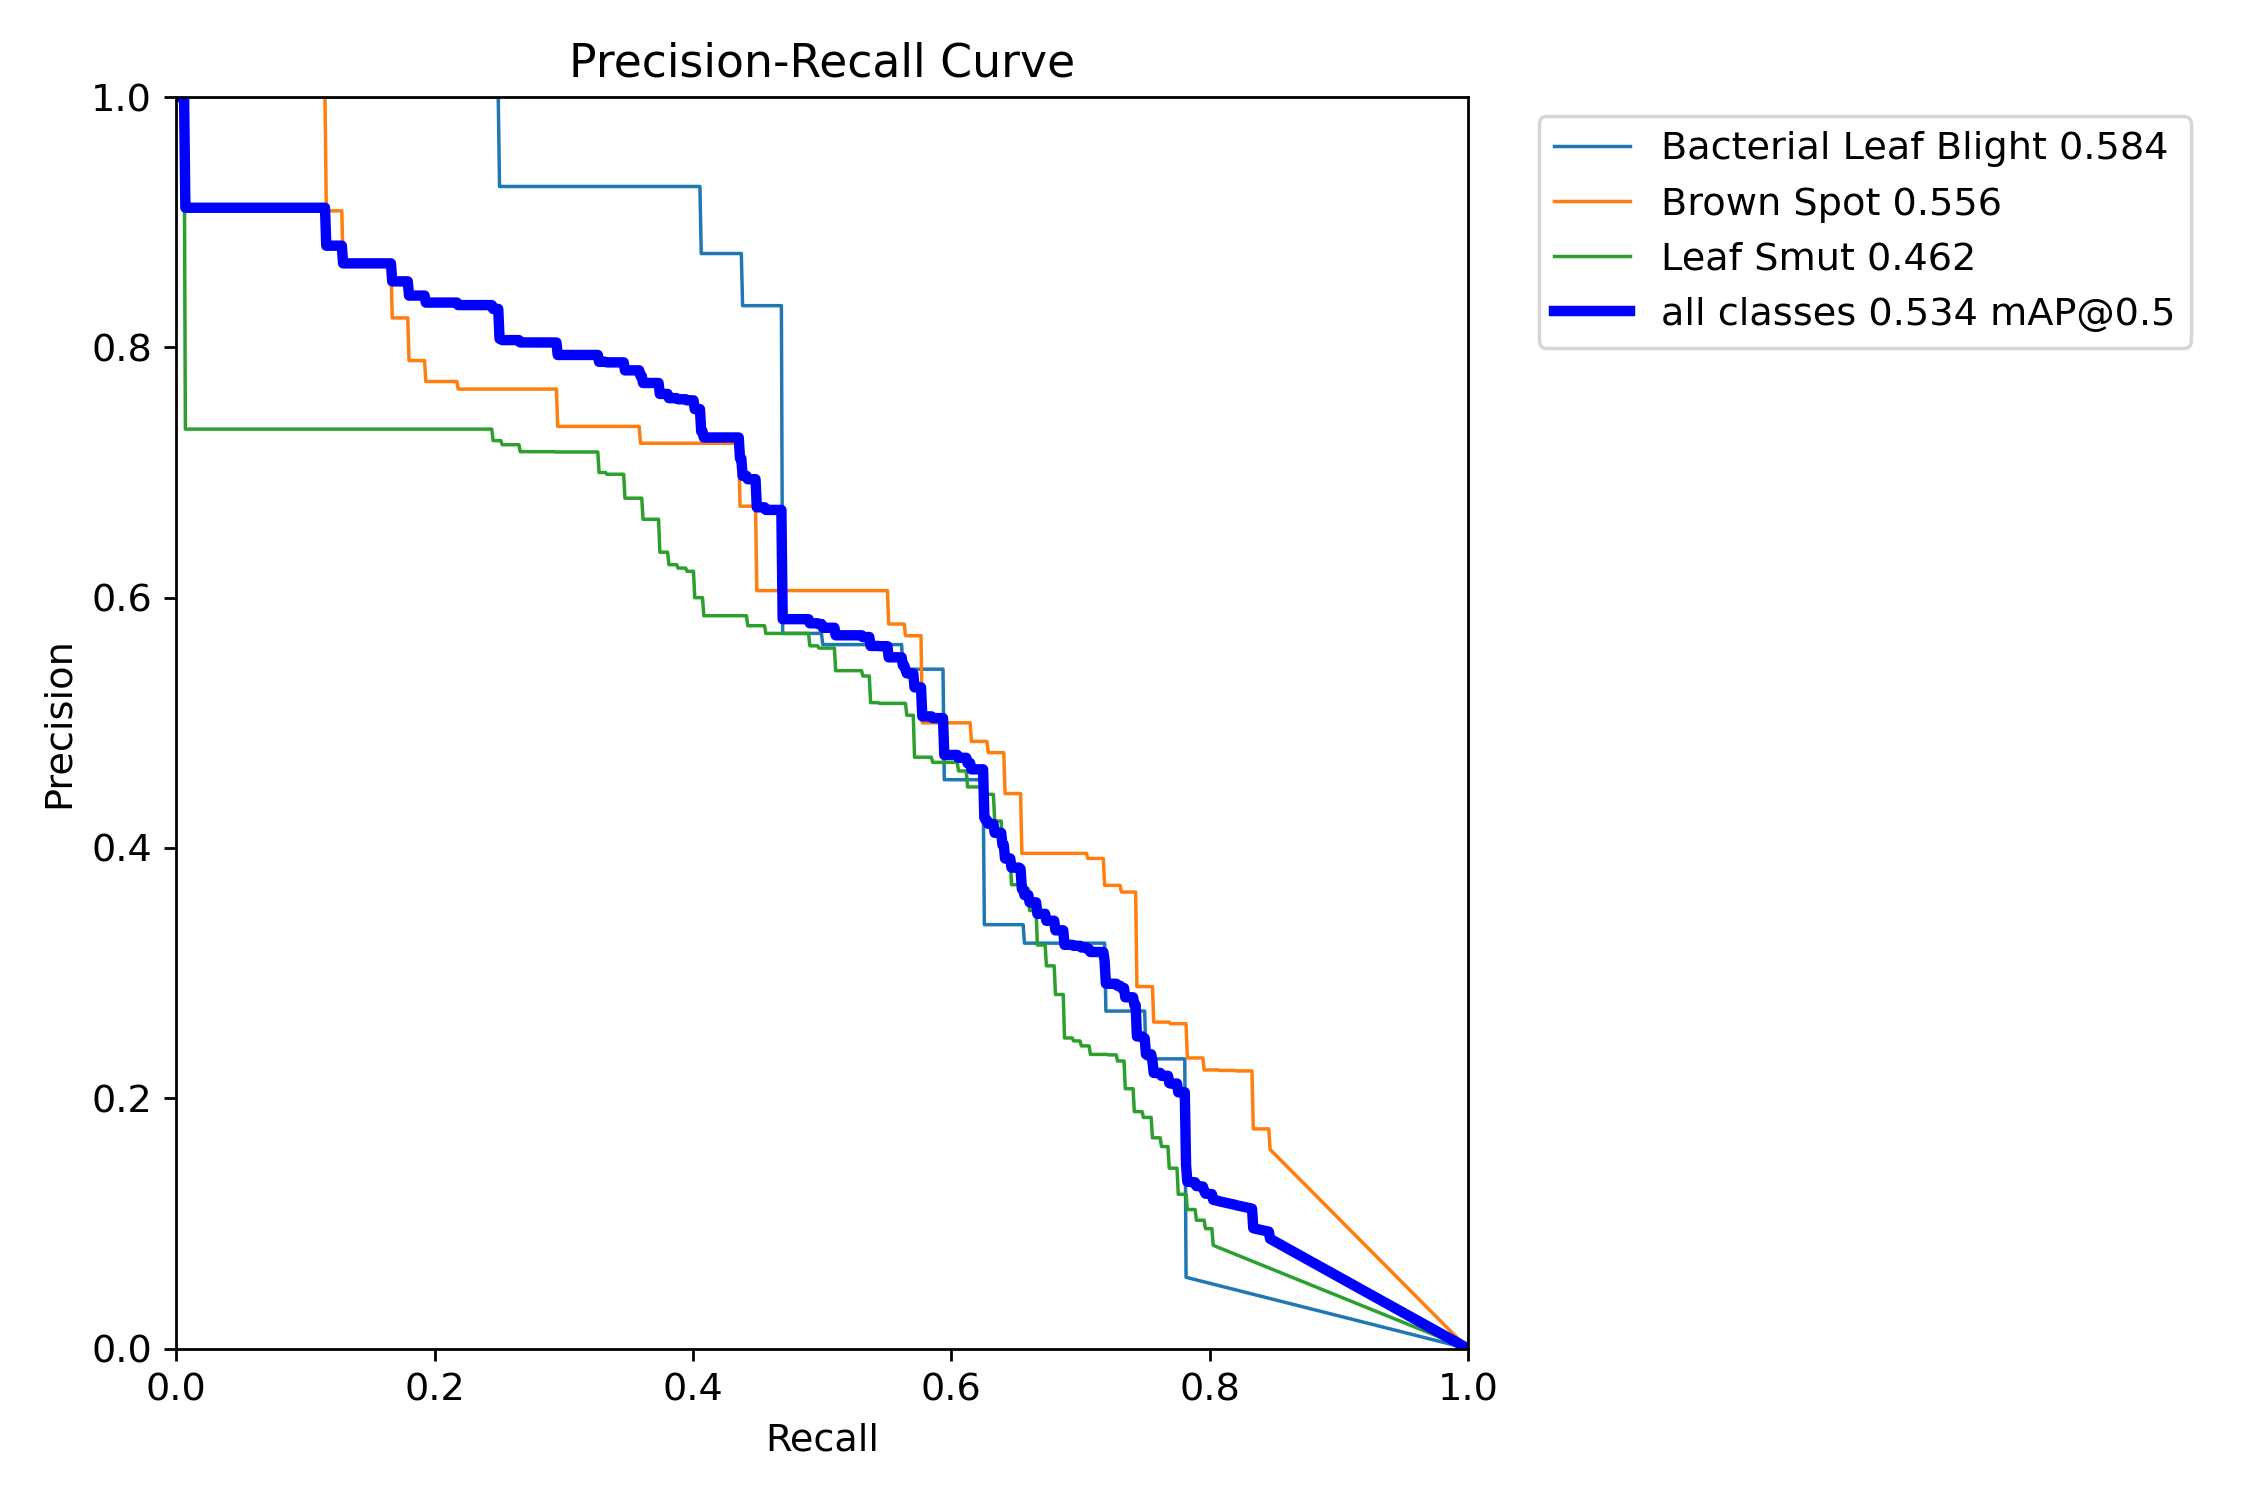 Precision-Recall Curve
1.0
0.8
0.6
0.4
0.2
0.0
Precision
0.0 0.2 0.4 0.6 0.8 1.0
Recall
Bacterial Leaf Blight 0.584
Brown Spot 0.556
Leaf Smut 0.462
all classes 0.534 mAP@0.5